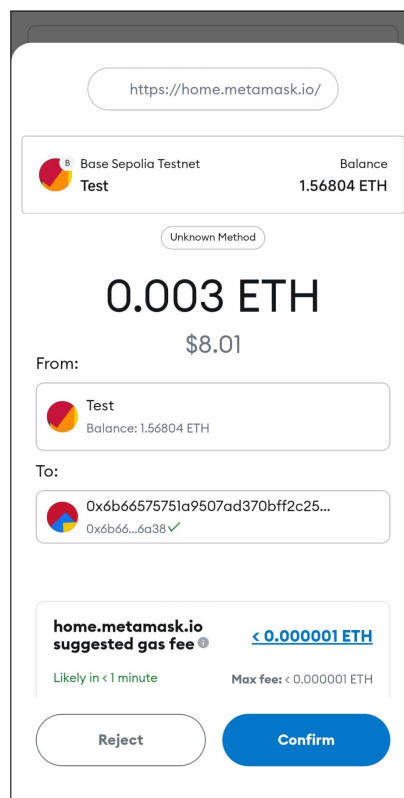 https://home.metamask.io/
B
Base Sepolia Testnet
Balance
Test
1.56804 ETH
Unknown Method
0.003 ETH
$8.01
From:
Test
Balance: 1.56804 ETH
To:
0x6b66575751a9507ad370bff2c25...
0x6b66...6a38
home.metamask.io
suggested gas fee
< 0.000001 ETH
Likely in < 1 minute
Max fee: < 0.000001 ETH
Reject
Confirm